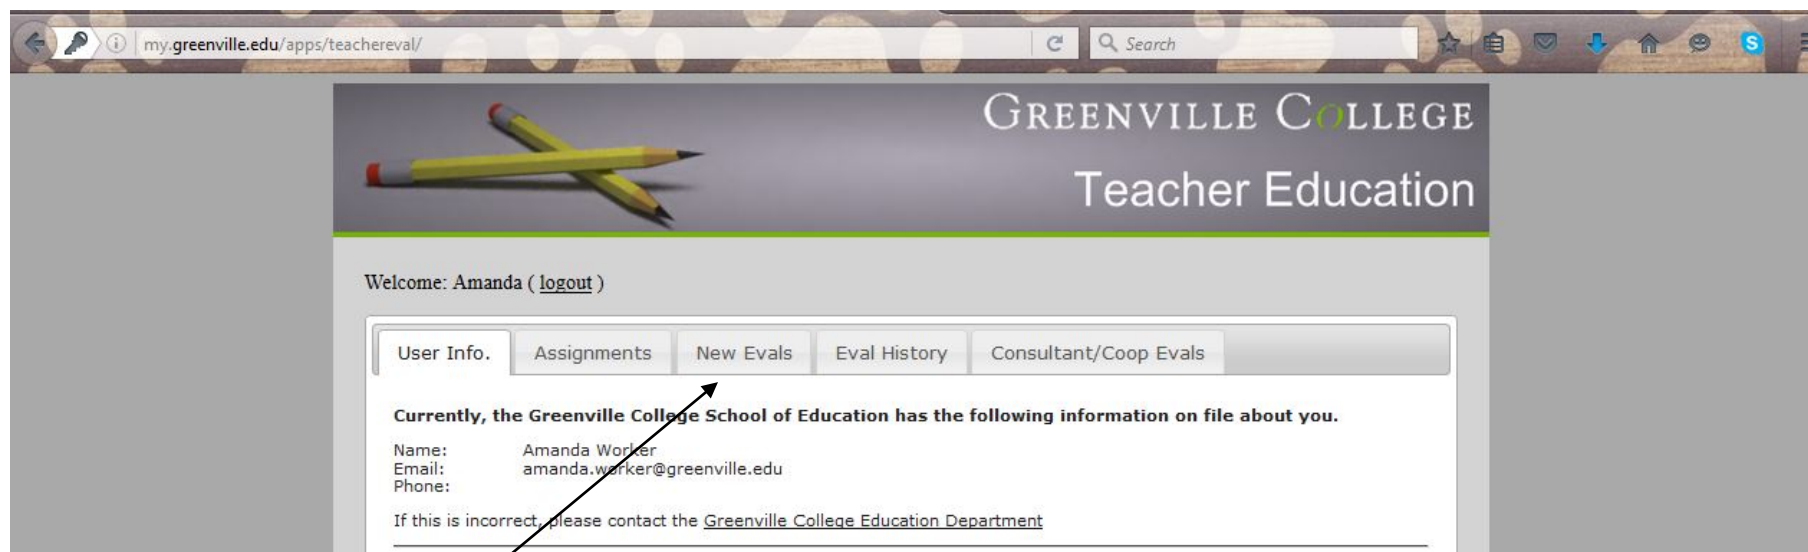 my.greenville.edu/apps/teachereval/
Search
S
GREENVILLE COLLEGE
Teacher Education
Welcome: Amanda ( logout )
User Info.
Assignments
New Evals
Eval History
Consultant/Coop Evals
Currently, the Greenville College School of Education has the following information on file about you.
Name: Amanda Worker
Email: amanda.worker@greenville.edu
Phone:
If this is incorrect, please contact the Greenville College Education Department